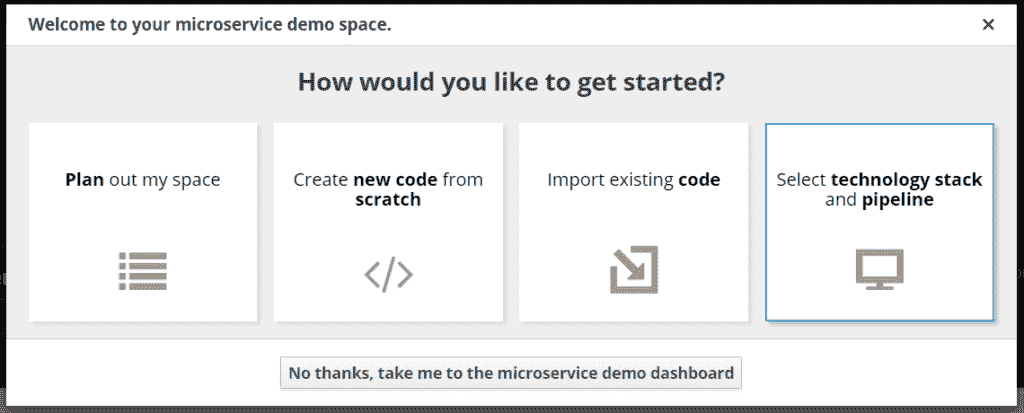 Welcome to your microservice demo space.
How would you like to get started?
Plan out my space
Create new code from
scratch
Import existing code
Select technology stack
and pipeline
No thanks, take me to the microservice demo dashboard